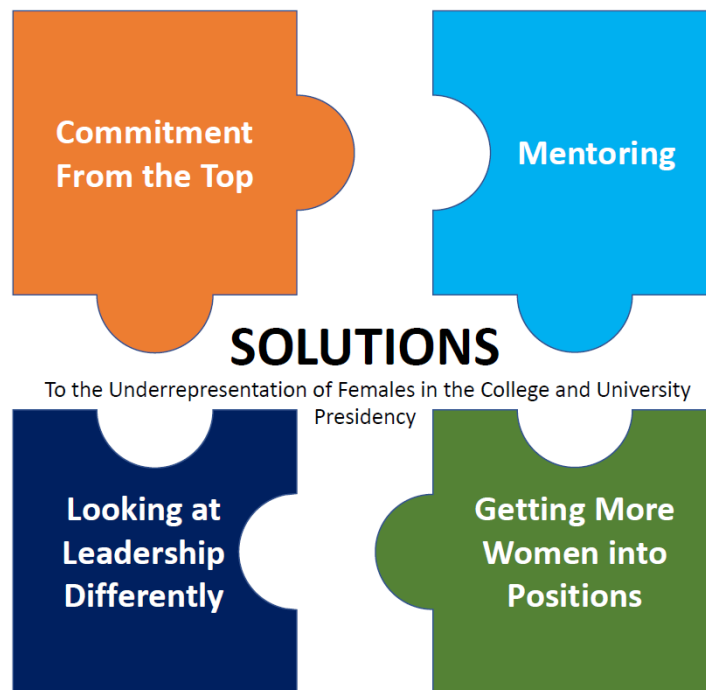 Commitment
From the Top
Mentoring
SOLUTIONS
To the Underrepresentation of Females in the College and University
Presidency
Looking at
Leadership
Differently
Getting More
Women into
Positions